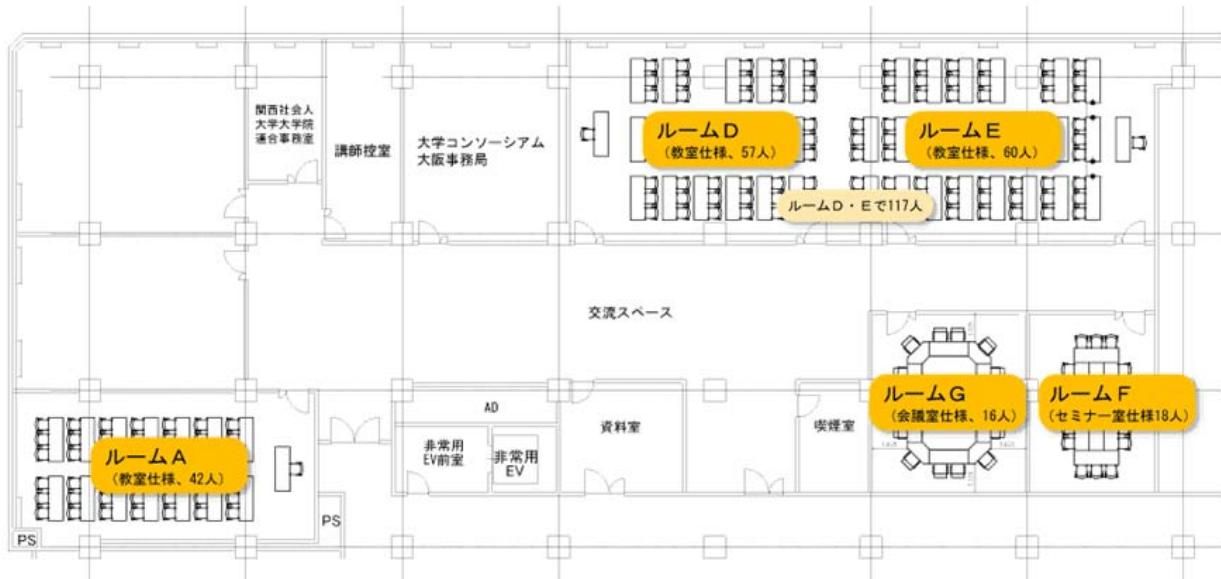 関西社会人
大学大学院
連合事務室
講師控室
大学コンソーシアム
大阪事務局
ルームD
(教室仕様、57人)
ルームE
(教室仕様、60人)
ルームD・Eで117人
交流スペース
ルームG
(会議室仕様、16人)
ルームF
(セミナー室仕様18人)
AD
資料室
喫煙室
非常用
EV前室
非常用
EV
ルームA
(教室仕様、42人)
PS
PS